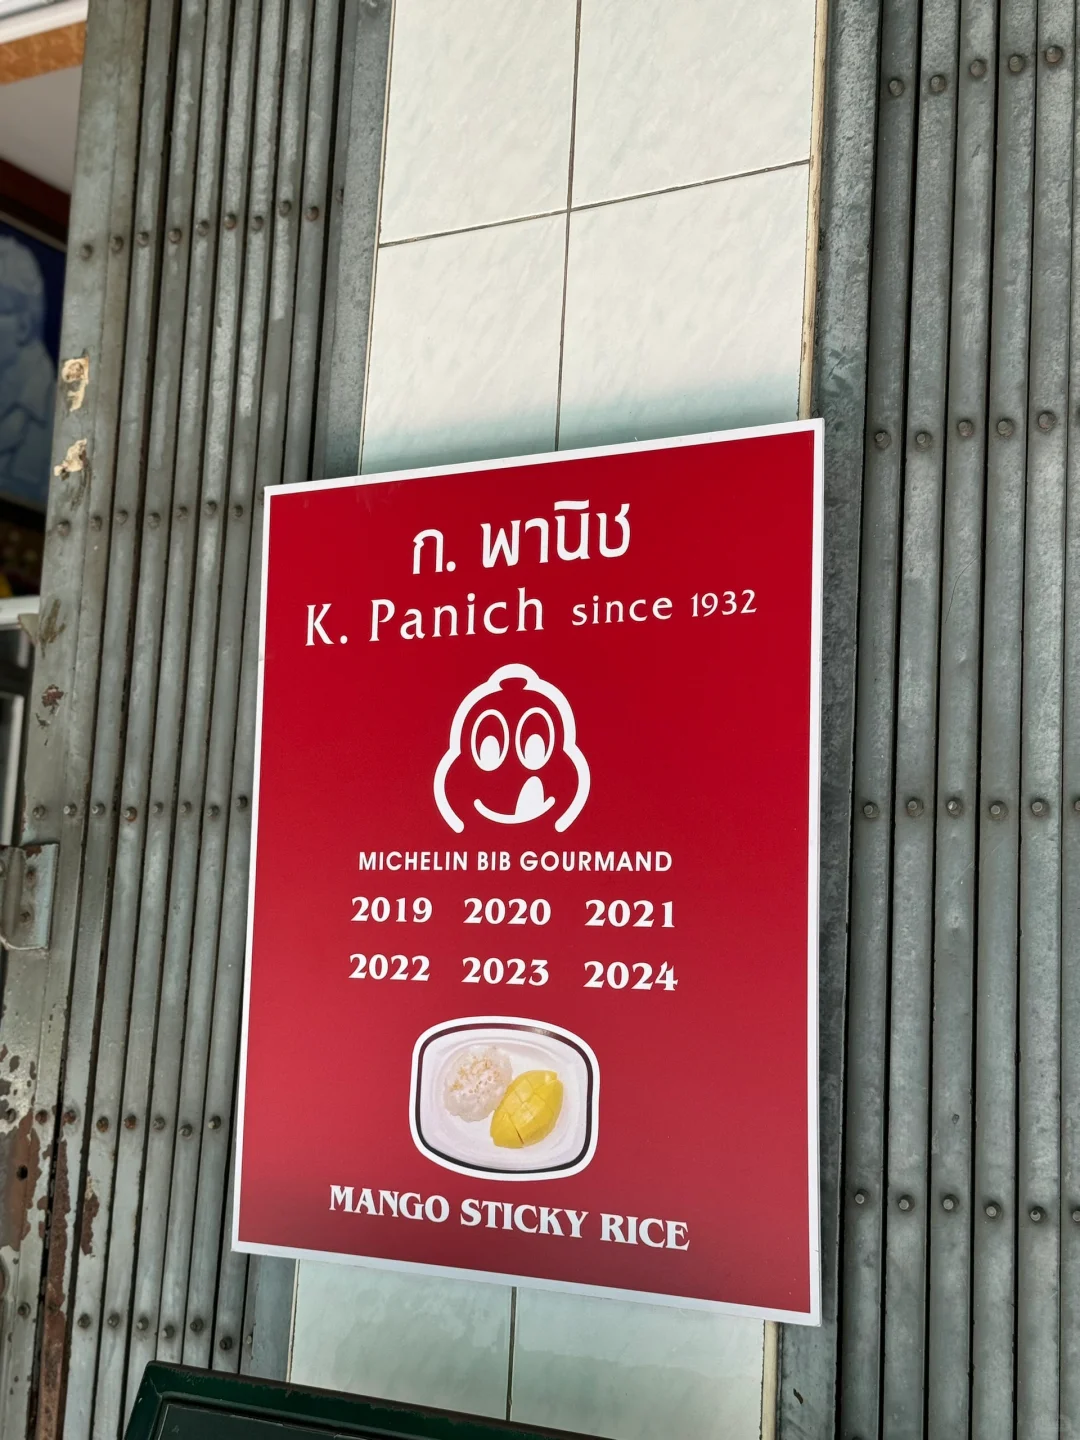 ก. พานิช
K. Panich since 1932
MICHELIN BIB GOURMAND
2019 2020 2021
2022 2023 2024
MANGO STICKY RICE